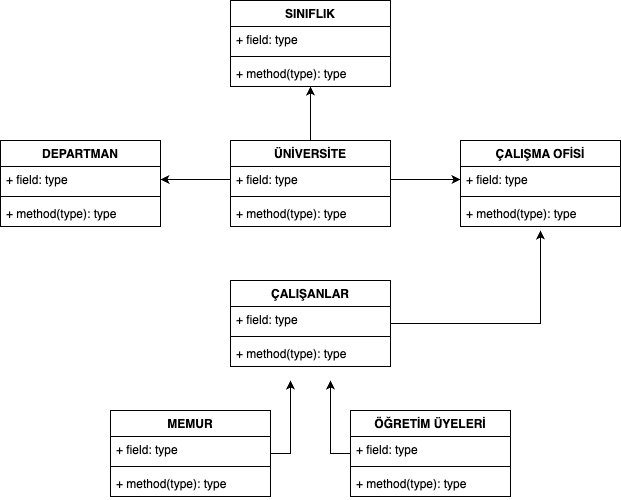 SINIFLIK
+ field: type
+ method(type): type
DEPARTMAN
+ field: type
+ method(type): type
ÜNİVERSİTE
+ field: type
+ method(type): type
ÇALIŞMA OFİSİ
+ field: type
+ method(type): type
ÇALIŞANLAR
+ field: type
+ method(type): type
MEMUR
+ field: type
+ method(type): type
ÖĞRETİM ÜYELERİ
+ field: type
+ method(type): type